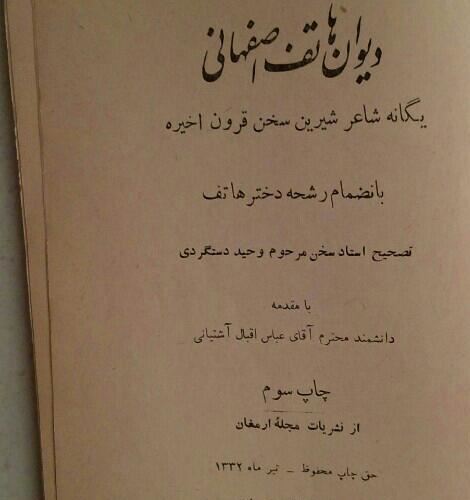 دیوان هاتف اصفهانی
یگانه شاعر شیرین سخن قرون اخیره
بانضمام رشحه دختر هاتف
تصحیح استاد سخن مرحوم وحید دستگردی
با مقدمه
دانشمند محترم آقای عباس اقبال آشتیانی
چاپ سوم
از نشریات مجلهٔ ارمغان
حق چاپ محفوظ – تیر ماه ۱۳۳۲